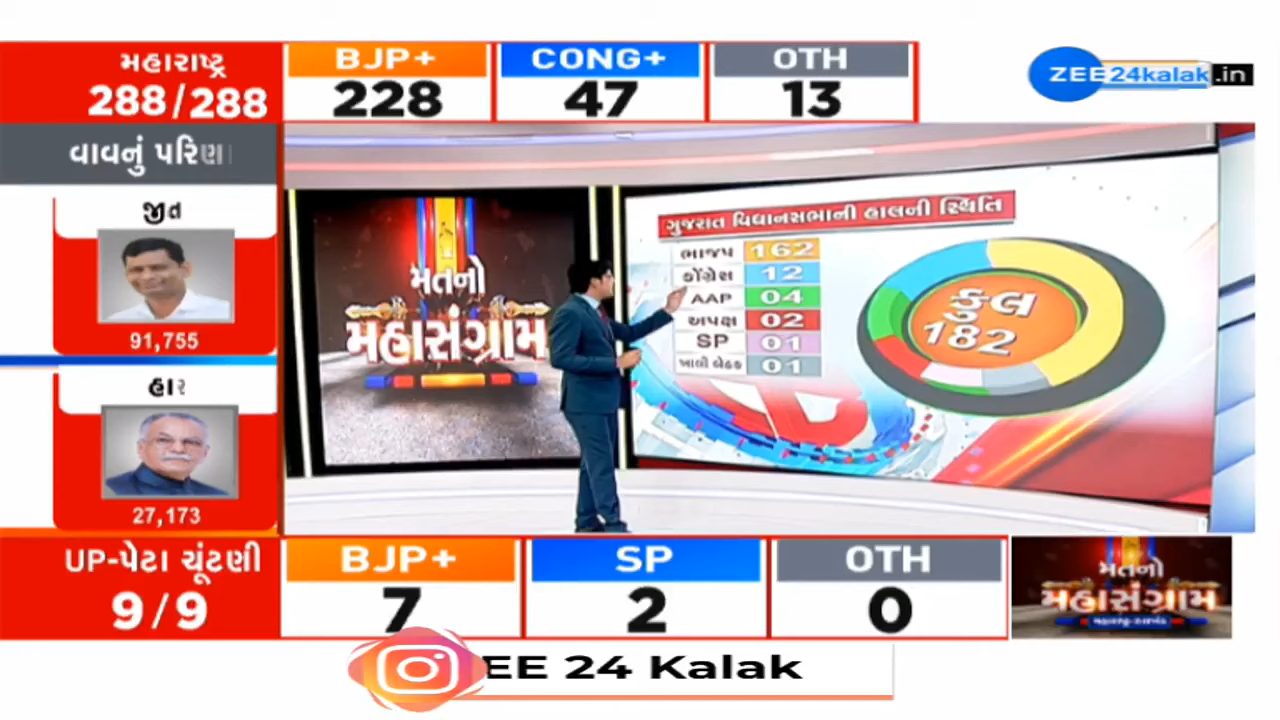 મહારાષ્ટ્ર
288/288
BJP+
228
CONG+
47
OTH
13
ZEE24kalak.in
વાવનું પરિણ
જીત
91,755
હાર
27,173
મતનો
મહાસંગ્રામ
ગુજરાત વિધાનસભાની હાલની સ્થિતિ
ભાજપ 162
કોંગ્રેસ 12
AAP 04
અપક્ષ 02
SP 01
ખાલી બેઠક 01
કુલ
182
UP-પેટા ચૂંટણી
9/9
BJP+
7
SP
2
OTH
0
મતનો
મહાસંગ્રામ
EE 24 Kalak